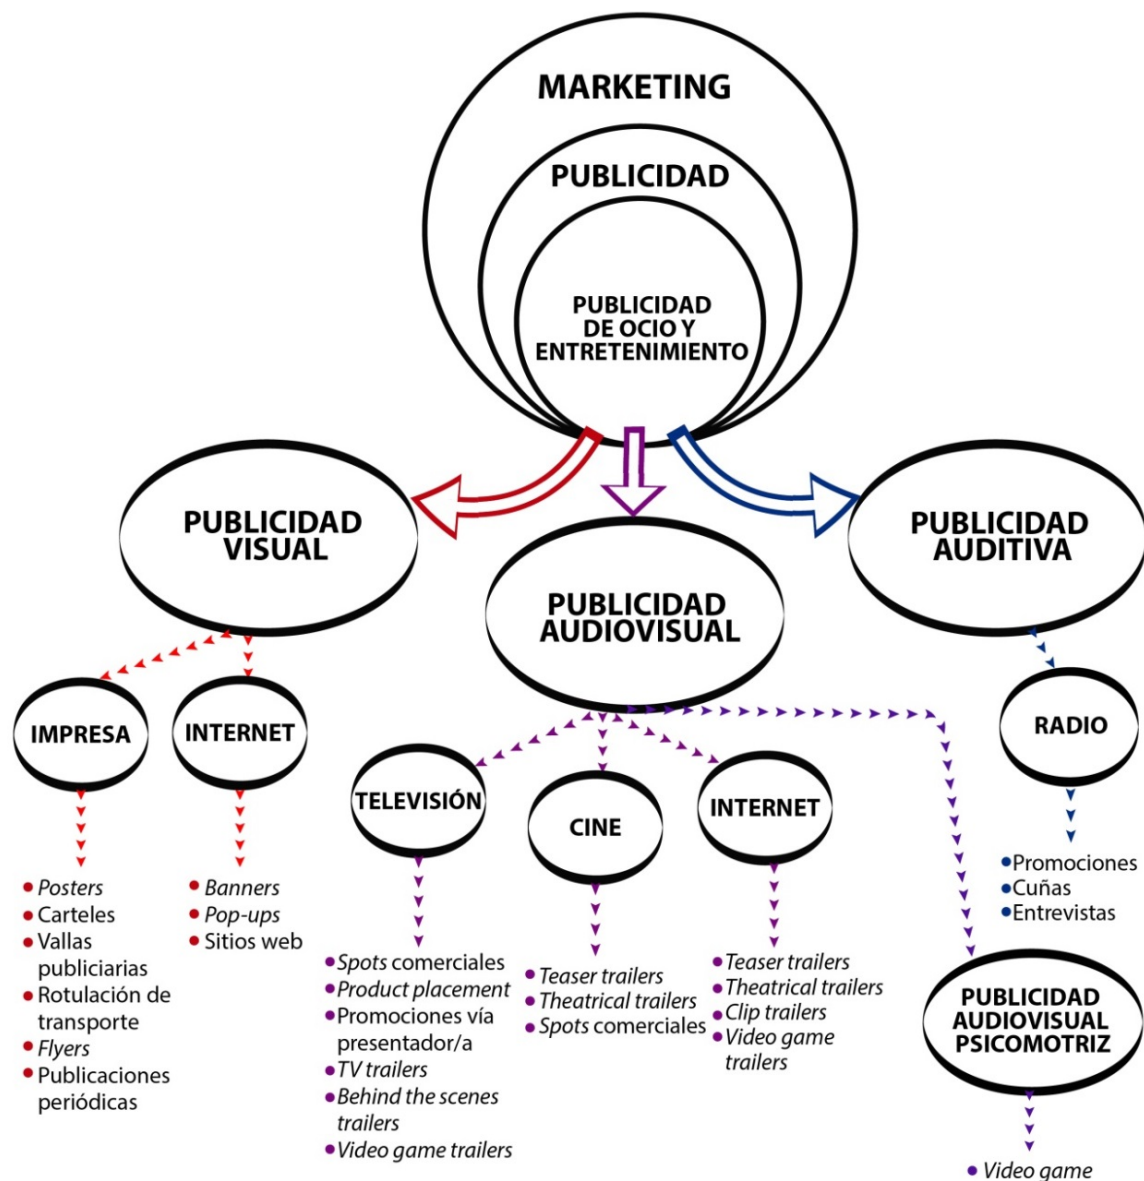 MARKETING
PUBLICIDAD
PUBLICIDAD
DE OCIO Y
ENTRETENIMIENTO
PUBLICIDAD
VISUAL
PUBLICIDAD
AUDIOVISUAL
PUBLICIDAD
AUDITIVA
IMPRESA
INTERNET
TELEVISIÓN
CINE
INTERNET
RADIO
Posters
Carteles
Vallas
publiciarias
Rotulación de
transporte
Flyers
Publicaciones
periódicas
Banners
Pop-ups
Sitios web
Spots comerciales
Product placement
Promociones vía
presentador/a
TV trailers
Behind the scenes
trailers
Video game trailers
Teaser trailers
Theatrical trailers
Spots comerciales
Teaser trailers
Theatrical trailers
Clip trailers
Video game
trailers
Promociones
Cuñas
Entrevistas
PUBLICIDAD
AUDIOVISUAL
PSICOMOTRIZ
Video game